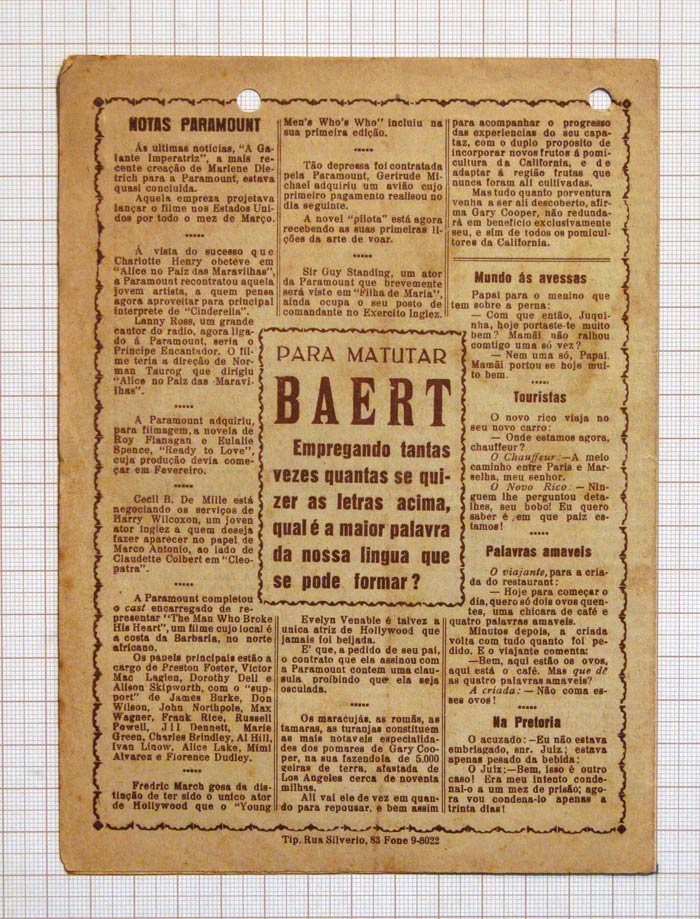 NOTAS PARAMOUNT
Ás ultimas noticias, "A Ga-
lante Imperatriz", a mais re-
cente creação de Marlene Die-
trich para a Paramount, estava
quasi concluida.
Aquela empreza projetava
lançar o filme nos Estados Uni-
dos por todo o mez de Março.
*****
Á vista do sucesso que
Charlotte Henry obeteve em
"Alice no Paiz das Maravilhas",
a Paramount recontratou aquela
jovem artista, a quem pensa
agora aproveitar para principal
interprete de "Cinderella".
Lanny Ross, um grande
cantor do radio, agora liga-
do á Paramount, seria o
Principe Encantador. O fil-
me teria a direção de Nor-
man Taurog que dirigiu
"Alice no Paiz das Maravi-
lhas".
*****
A Paramount adquiriu,
para filmagem, a novela de
Roy Flanagan e Eulalie
Spence, "Ready to Love",
cuja produção devia come-
çar em Fevereiro.
*****
Cecil B. De Mille está
negociando os serviços de
Harry Wilcoxon, um joven
ator inglez a quem deseja
fazer aparecer no papel de
Marco Antonio, ao lado de
Claudette Colbert em "Cleo-
patra".
*****
A Paramount completou
o cast encarregado de re-
presentar "The Man Who Broke
His Heart", um filme cujo local é
a costa da Barbaria, no norte
africano.
Os papeis principais estão a
cargo de Preston Foster, Victor
Mac Laglen, Dorothy Dell e
Alison Skipworth, com o "sup-
port" de James Burke, Don
Wilson, John Northpole, Max
Wagner, Frank Rice, Russell
Powell, Jil Dennett, Marie
Green, Charles Brindley, Al Hill,
Ivan Linow, Alice Lake, Mimi
Alvarez e Florence Dudley.
*****
Fredric March gosa da dis-
tinção de ter sido o unico ator
de Hollywood que o "Young
Men's Who's Who" incluiu na
sua primeira edição.
*****
Tão depressa foi contratada
pela Paramount, Gertrude Mi-
chael adquiriu um avião cujo
primeiro pagamento realisou no
dia seguinte.
A novel "pilota" está agora
recebendo as suas primeiras li-
ções da arte de voar.
*****
Sir Guy Standing, um ator
da Paramount que brevemente
será visto em "Filha de Maria",
ainda ocupa o seu posto de
comandante no Exercito Inglez.
PARA MATUTAR
BAERT
Empregando tantas
vezes quantas se qui-
zer as letras acima,
qual é a maior palavra
da nossa lingua que
se pode formar?
Evelyn Venable é talvez a
unica atriz de Hollywood que
jamais foi beijada.
E' que, a pedido de seu pai,
o contrato que ela assinou com
a Paramount contem uma clau-
sula proibindo que ela seja
osculada.
*****
Os maracujás, as romãs, as
tamaras, as turanjas constituem
as mais notaveis especialida-
des dos pomares de Gary Coo-
per, na sua fazendola de 5.000
geiras de terra, afastada de
Los Angeles cerca de noventa
milhas.
Ali vai ele de vez em quan-
do para repousar, e bem assim
para acompanhar o progresso
das experiencias do seu capa-
taz, com o duplo proposito de
incorporar novos frutos á pomi-
cultura da California, e de
adaptar á região frutas que
nunca foram ali cultivadas.
Mas tudo quanto porventura
venha a ser ali descoberto, afir-
ma Gary Cooper, não redunda-
rá em beneficio exclusivamente
seu, e sim de todos os pomicul-
tores da California.
Mundo ás avessas
Papai para o menino que
tem sobre a perna:
— Com que então, Juqui-
nha, hoje portaste-te muito
bem? Mamãi não ralhou
comtigo uma só vez?
— Nem uma só, Papai.
Mamãi portou se hoje mui-
to bem.
*****
Touristas
O novo rico viaja no
seu novo carro:
— Onde estamos agora,
chauffeur?
O Chauffeur:—A meio
caminho entre Paris e Mar-
selha, meu senhor.
O Novo Rico: — Nin-
guem lhe perguntou deta-
lhes, seu bobo! Eu quero
saber é em que paiz es-
tamos!
*****
Palavras amaveis
O viajante, para a cria-
da do restaurant:
— Hoje para começar o
dia, quero só dois ovos quen-
tes, uma chicara de café e
quatro palavras amaveis.
Minutos depois, a criada
volta com tudo quanto foi pe-
dido. E o viajante comenta:
—Bem, aqui estão os ovos,
aqui está o café. Mas que dê
as quatro palavras amaveis?
A criada: — Não coma es-
ses ovos!
*****
Na Pretoria
O acuzado:—Eu não estava
embriagado, snr. Juiz; estava
apenas pesado da bebida:
O Juiz:—Bem, isso é outro
caso! Era meu intento conde-
nal-o a um mez de prisão; ago-
ra vou condena-lo apenas a
trinta dias!
Tip. Rua Silverio, 83 Fone 9-8022